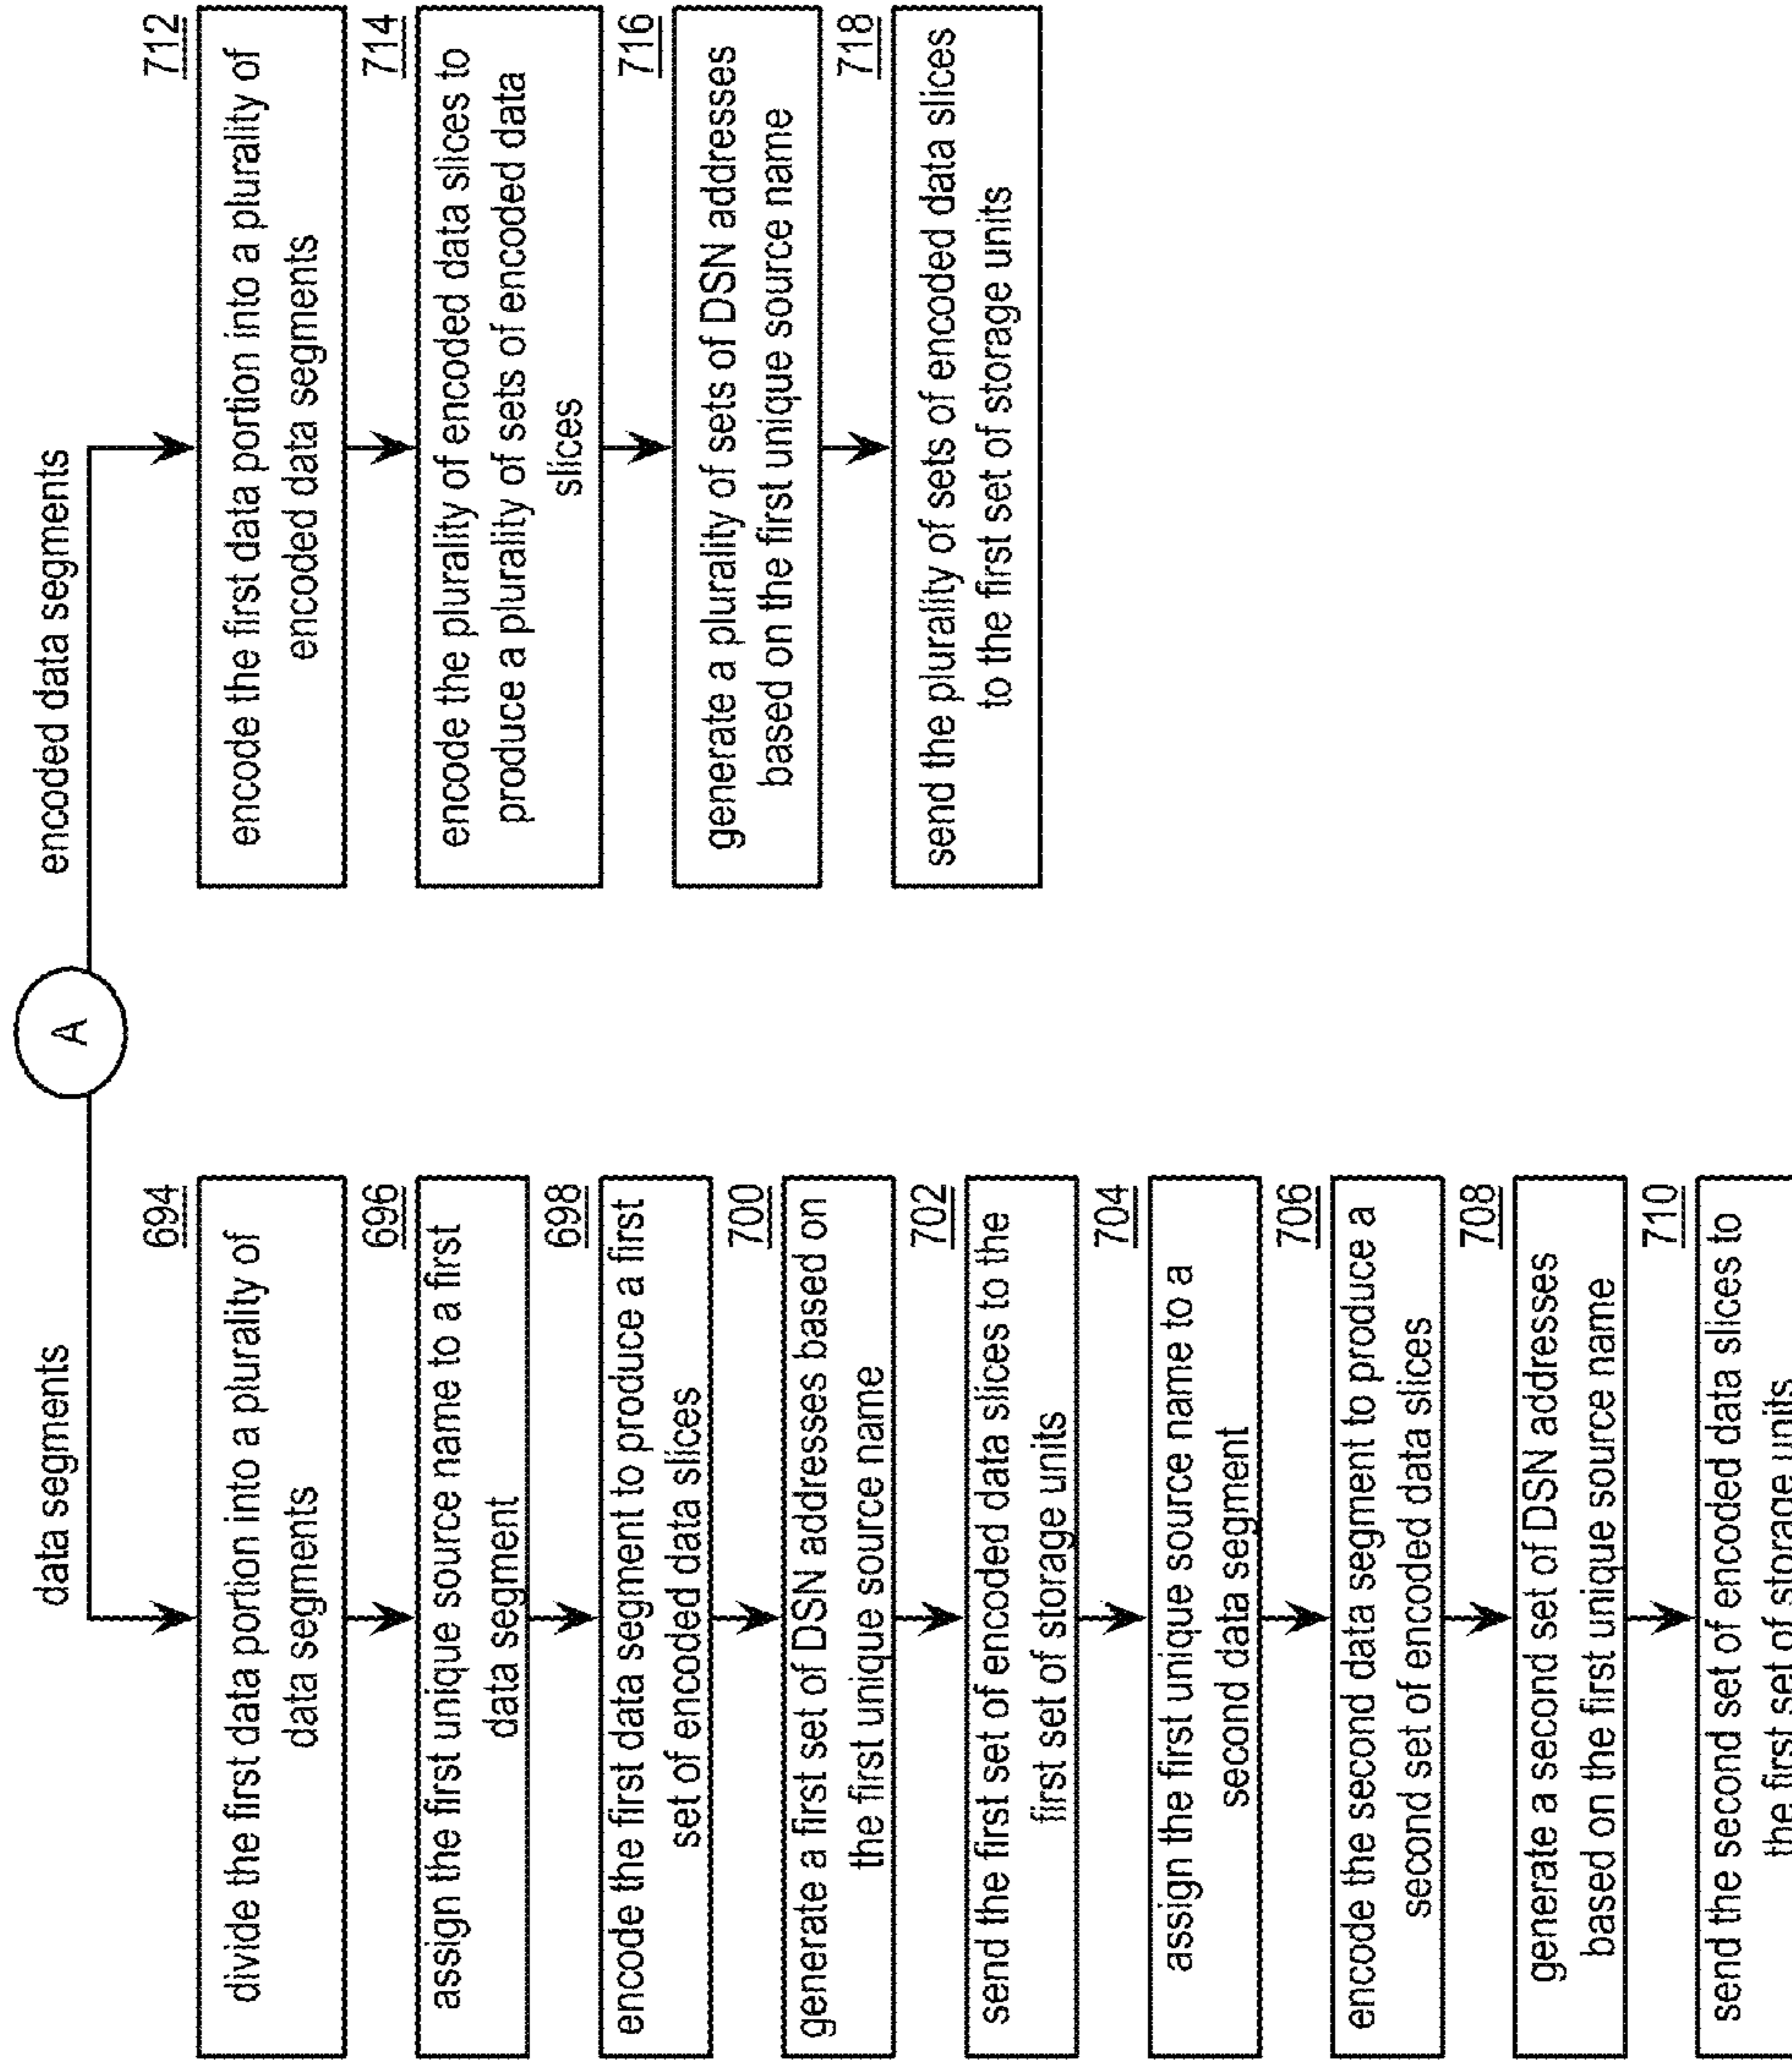 A
data segments
694
divide the first data portion into a plurality of
data segments
696
assign the first unique source name to a first
data segment
698
encode the first data segment to produce a first
set of encoded data slices
700
generate a first set of DSN addresses based on
the first unique source name
702
send the first set of encoded data slices to the
first set of storage units
704
assign the first unique source name to a
second data segment
706
encode the second data segment to produce a
second set of encoded data slices
708
generate a second set of DSN addresses
based on the first unique source name
710
send the second set of encoded data slices to
the first set of storage units
encoded data segments
712
encode the first data portion into a plurality of
encoded data segments
714
encode the plurality of encoded data slices to
produce a plurality of sets of encoded data
slices
716
generate a plurality of sets of DSN addresses
based on the first unique source name
718
send the plurality of sets of encoded data slices
to the first set of storage units